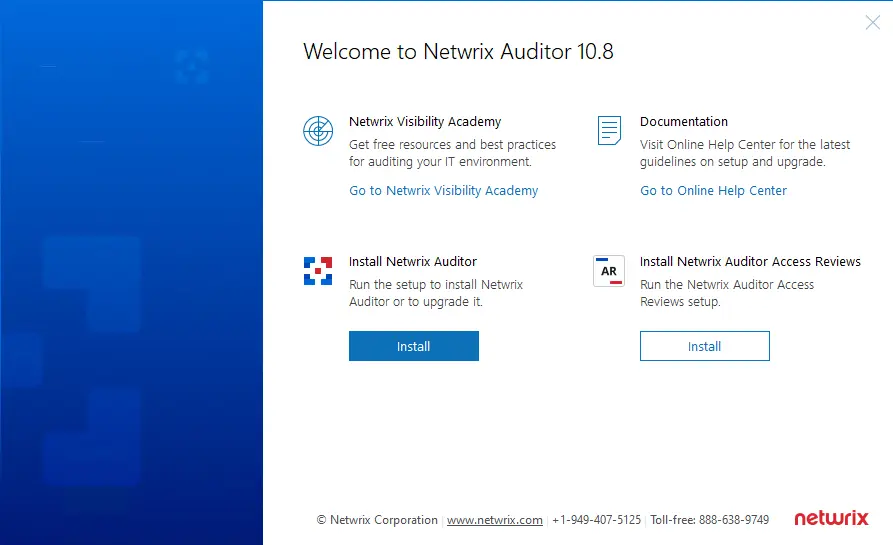 Welcome to Netwrix Auditor 10.8
Netwrix Visibility Academy
Get free resources and best practices
for auditing your IT environment.
Go to Netwrix Visibility Academy
Documentation
Visit Online Help Center for the latest
guidelines on setup and upgrade.
Go to Online Help Center
Install Netwrix Auditor
Run the setup to install Netwrix
Auditor or to upgrade it.
Install
AR
Install Netwrix Auditor Access Reviews
Run the Netwrix Auditor Access
Reviews setup.
Install
© Netwrix Corporation | www.netwrix.com | +1-949-407-5125 | Toll-free: 888-638-9749
netwrix